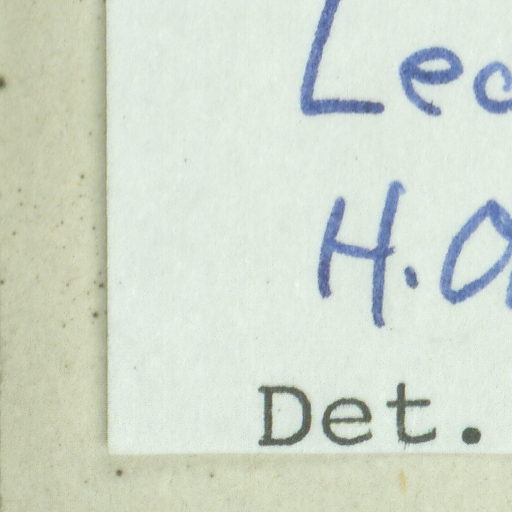 Lec
H. O
Det.